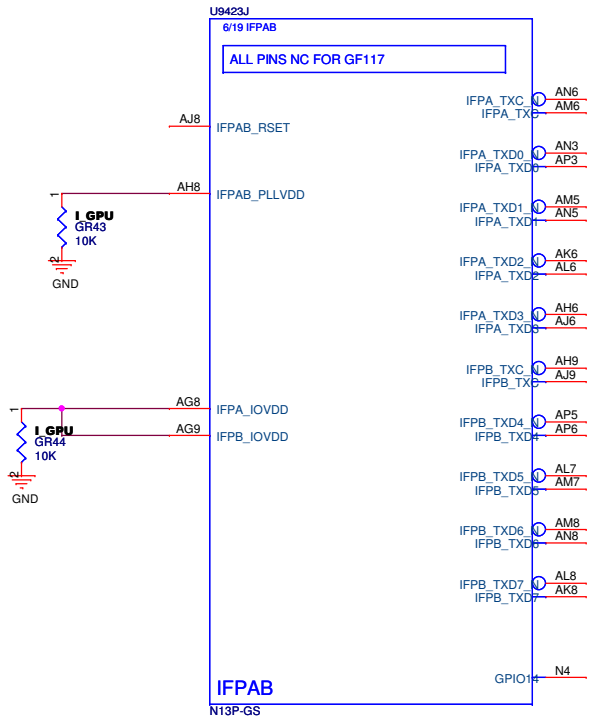 U9423J
6/19 IFPAB
ALL PINS NC FOR GF117
AJ8 IFPAB_RSET
AH8 IFPAB_PLLVDD
1
I_GPU
GR43
10K
2
GND
AG8 IFPA_IOVDD
AG9 IFPB_IOVDD
1
I_GPU
GR44
10K
2
GND
IFPA_TXC_N AN6
IFPA_TXC AM6
IFPA_TXD0_N AN3
IFPA_TXD0 AP3
IFPA_TXD1_N AM5
IFPA_TXD1 AN5
IFPA_TXD2_N AK6
IFPA_TXD2 AL6
IFPA_TXD3_N AH6
IFPA_TXD3 AJ6
IFPB_TXC_N AH9
IFPB_TXC AJ9
IFPB_TXD4_N AP5
IFPB_TXD4 AP6
IFPB_TXD5_N AL7
IFPB_TXD5 AM7
IFPB_TXD6_N AM8
IFPB_TXD6 AN8
IFPB_TXD7_N AL8
IFPB_TXD7 AK8
GPIO14 N4
IFPAB
N13P-GS